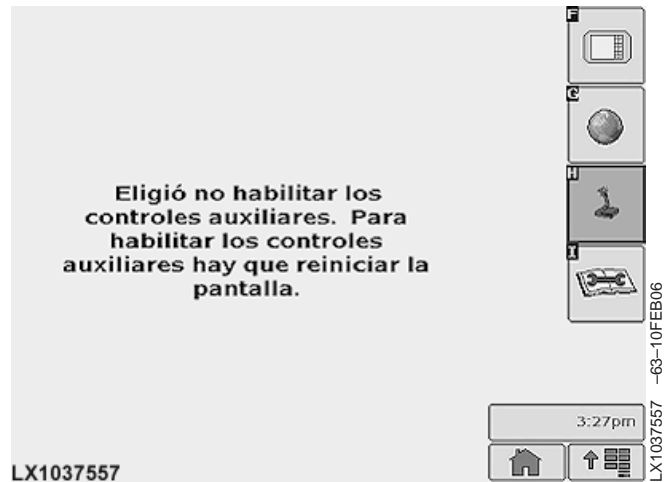 F
G
H
I
Eligió no habilitar los
controles auxiliares. Para
habilitar los controles
auxiliares hay que reiniciar la
pantalla.
3:27pm
LX1037557
LX1037557 –63–10FEB06